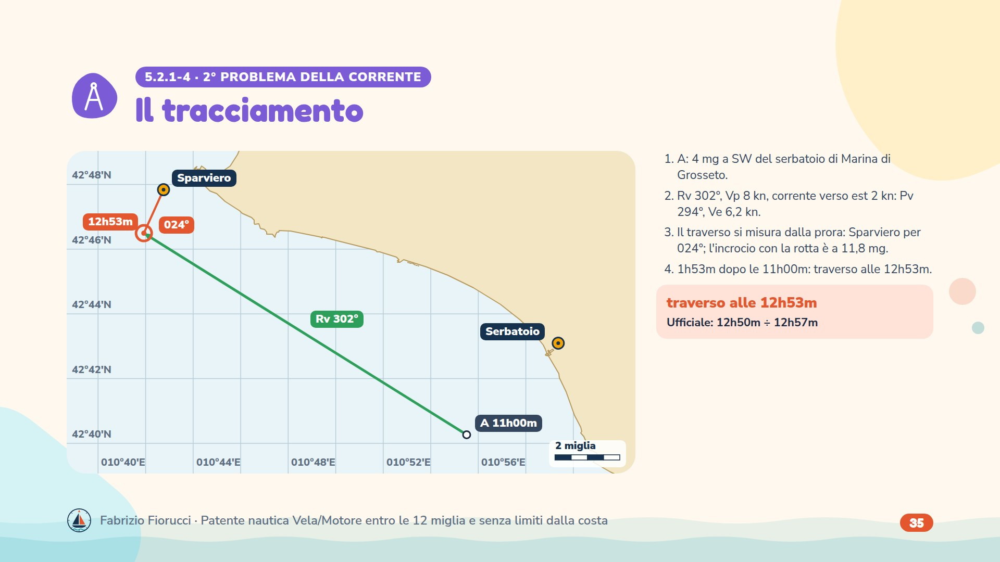 5.2.1-4 · 2° PROBLEMA DELLA CORRENTE
Il tracciamento
42°48'N
Sparviero
12h53m
024°
42°46'N
42°44'N
Rv 302°
Serbatoio
42°42'N
A 11h00m
42°40'N
2 miglia
010°40'E
010°44'E
010°48'E
010°52'E
010°56'E
1. A: 4 mg a SW del serbatoio di Marina di
Grosseto.
2. Rv 302°, Vp 8 kn, corrente verso est 2 kn: Pv
294°, Ve 6,2 kn.
3. Il traverso si misura dalla prora: Sparviero per
024°; l'incrocio con la rotta è a 11,8 mg.
4. 1h53m dopo le 11h00m: traverso alle 12h53m.
traverso alle 12h53m
Ufficiale: 12h50m ÷ 12h57m
Fabrizio Fiorucci · Patente nautica Vela/Motore entro le 12 miglia e senza limiti dalla costa
35